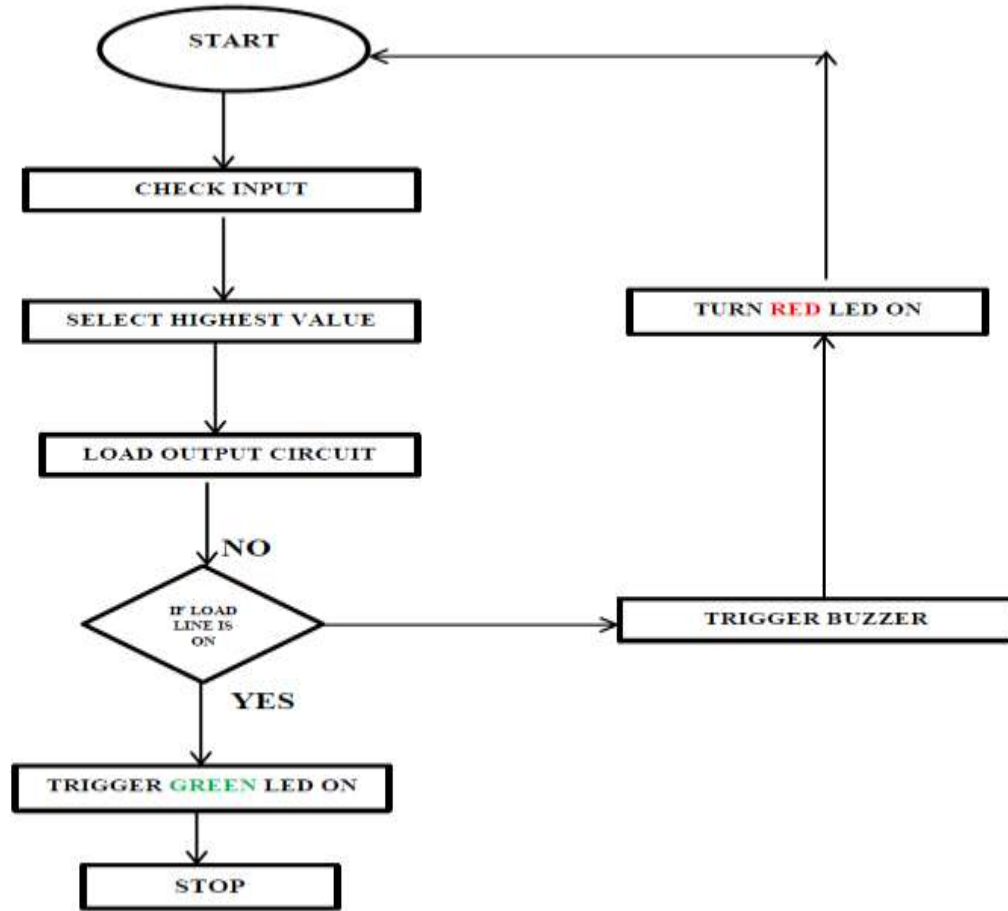 START
CHECK INPUT
SELECT HIGHEST VALUE
TURN RED LED ON
LOAD OUTPUT CIRCUIT
NO
IF LOAD
LINE IS
ON
TRIGGER BUZZER
YES
TRIGGER GREEN LED ON
STOP